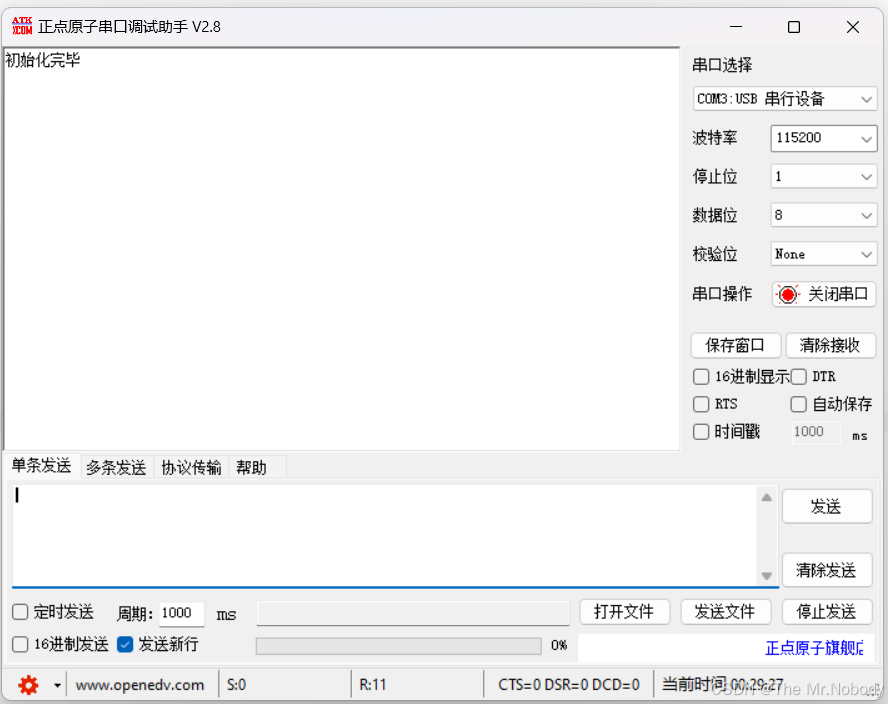 ATK XCOM 正点原子串口调试助手 V2.8
初始化完毕
串口选择
COM3:USB 串行设备
波特率 115200
停止位 1
数据位 8
校验位 None
串口操作 关闭串口
保存窗口 清除接收
16进制显示 DTR
RTS 自动保存
时间戳 1000 ms
单条发送 多条发送 协议传输 帮助
发送
清除发送
定时发送 周期: 1000 ms 打开文件 发送文件 停止发送
16进制发送 发送新行 0% 正点原子旗舰店
www.openedv.com S:0 R:11 CTS=0 DSR=0 DCD=0 当前时间 00:29:27
CSDN @The Mr.Nobody